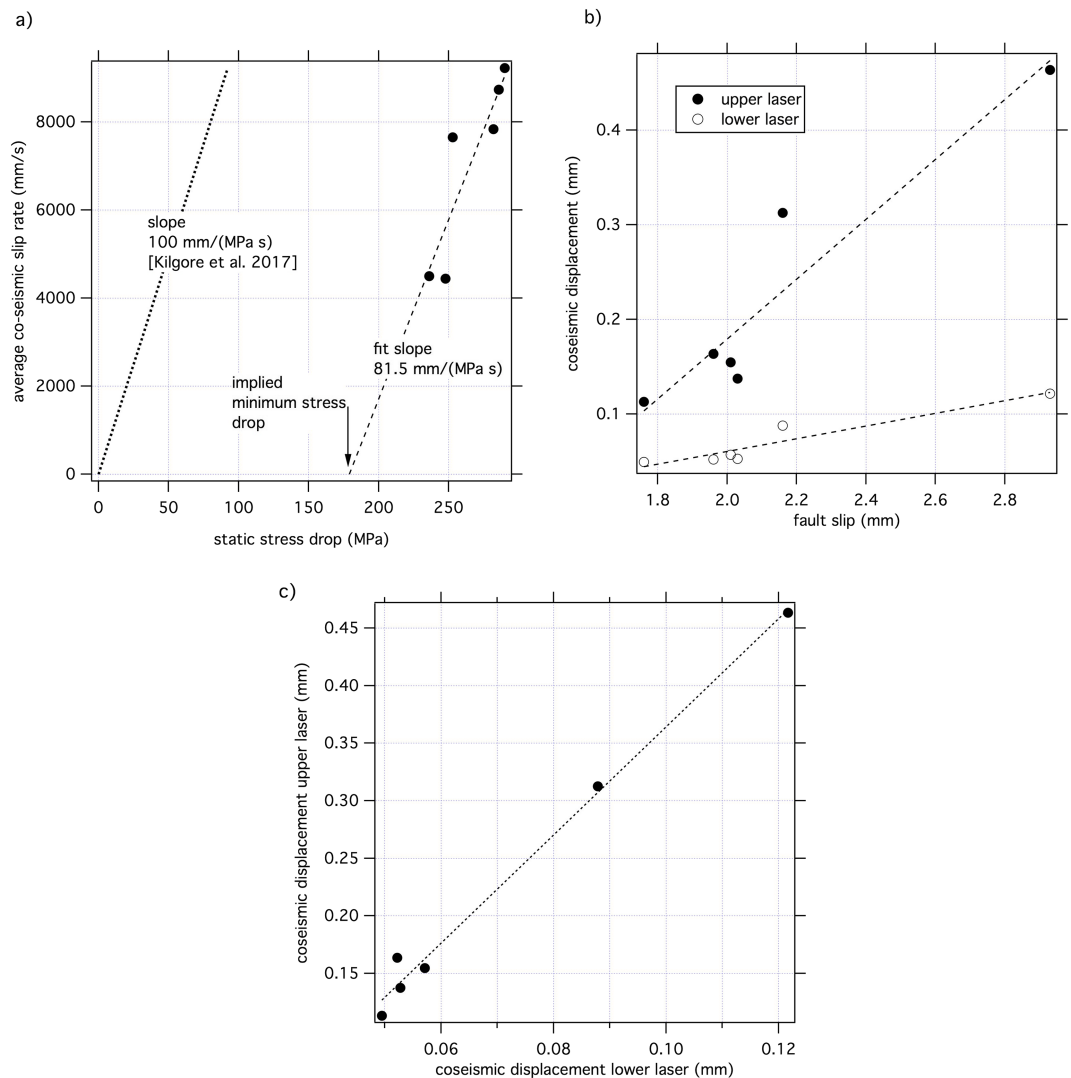 a)
average co-seismic slip rate (mm/s)
8000
6000
4000
2000
0
slope
100 mm/(MPa s)
[Kilgore et al. 2017]
fit slope
81.5 mm/(MPa s)
implied
minimum stress
drop
0 50 100 150 200 250
static stress drop (MPa)
b)
coseismic displacement (mm)
upper laser
lower laser
0.4
0.3
0.2
0.1
1.8 2.0 2.2 2.4 2.6 2.8
fault slip (mm)
c)
coseismic displacement upper laser (mm)
0.45
0.40
0.35
0.30
0.25
0.20
0.15
0.06 0.08 0.10 0.12
coseismic displacement lower laser (mm)